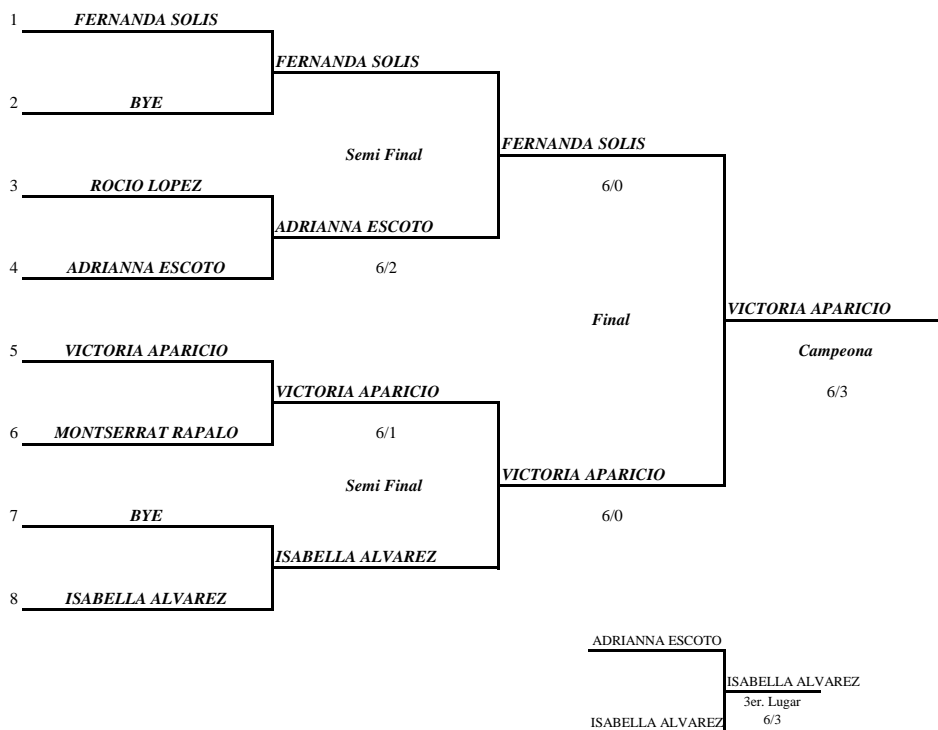 1 FERNANDA SOLIS
FERNANDA SOLIS
2 BYE
FERNANDA SOLIS
Semi Final
3 ROCIO LOPEZ
6/0
ADRIANNA ESCOTO
4 ADRIANNA ESCOTO
6/2
VICTORIA APARICIO
Final
5 VICTORIA APARICIO
Campeona
VICTORIA APARICIO
6/3
6 MONTSERRAT RAPALO
6/1
VICTORIA APARICIO
Semi Final
7 BYE
6/0
ISABELLA ALVAREZ
8 ISABELLA ALVAREZ
ADRIANNA ESCOTO
ISABELLA ALVAREZ
3er. Lugar
ISABELLA ALVAREZ
6/3